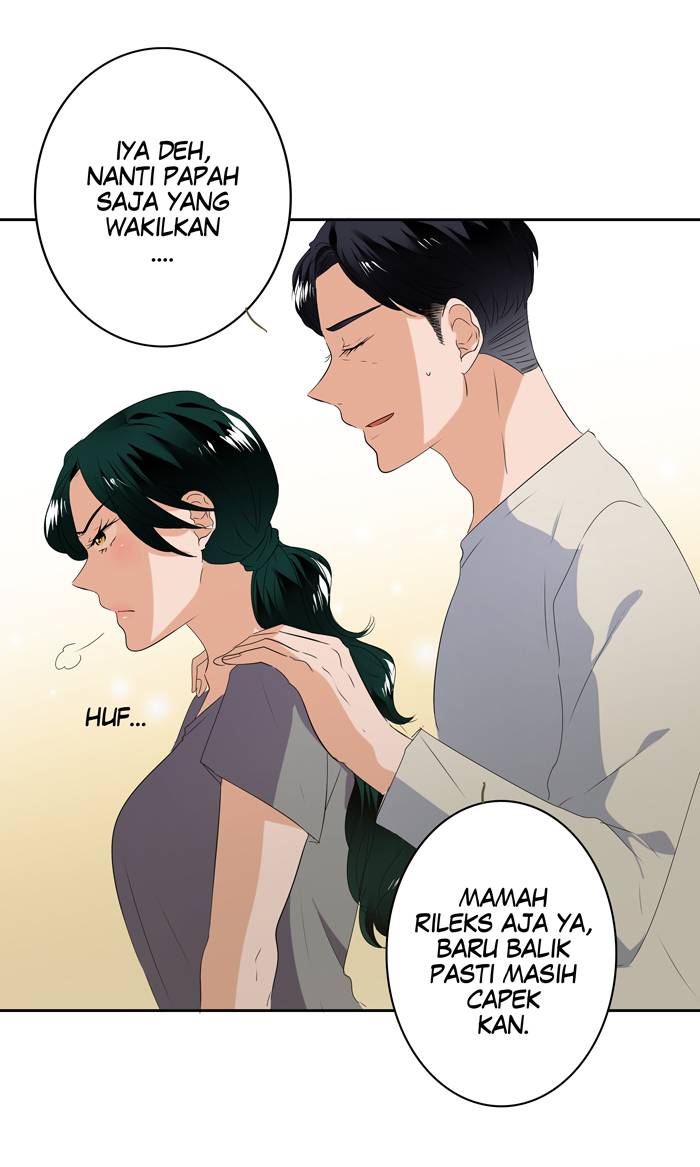 IYA DEH,
NANTI PAPAH
SAJA YANG
WAKILKAN
....
HUF...
MAMAH
RILEKS AJA YA,
BARU BALIK
PASTI MASIH
CAPEK
KAN.